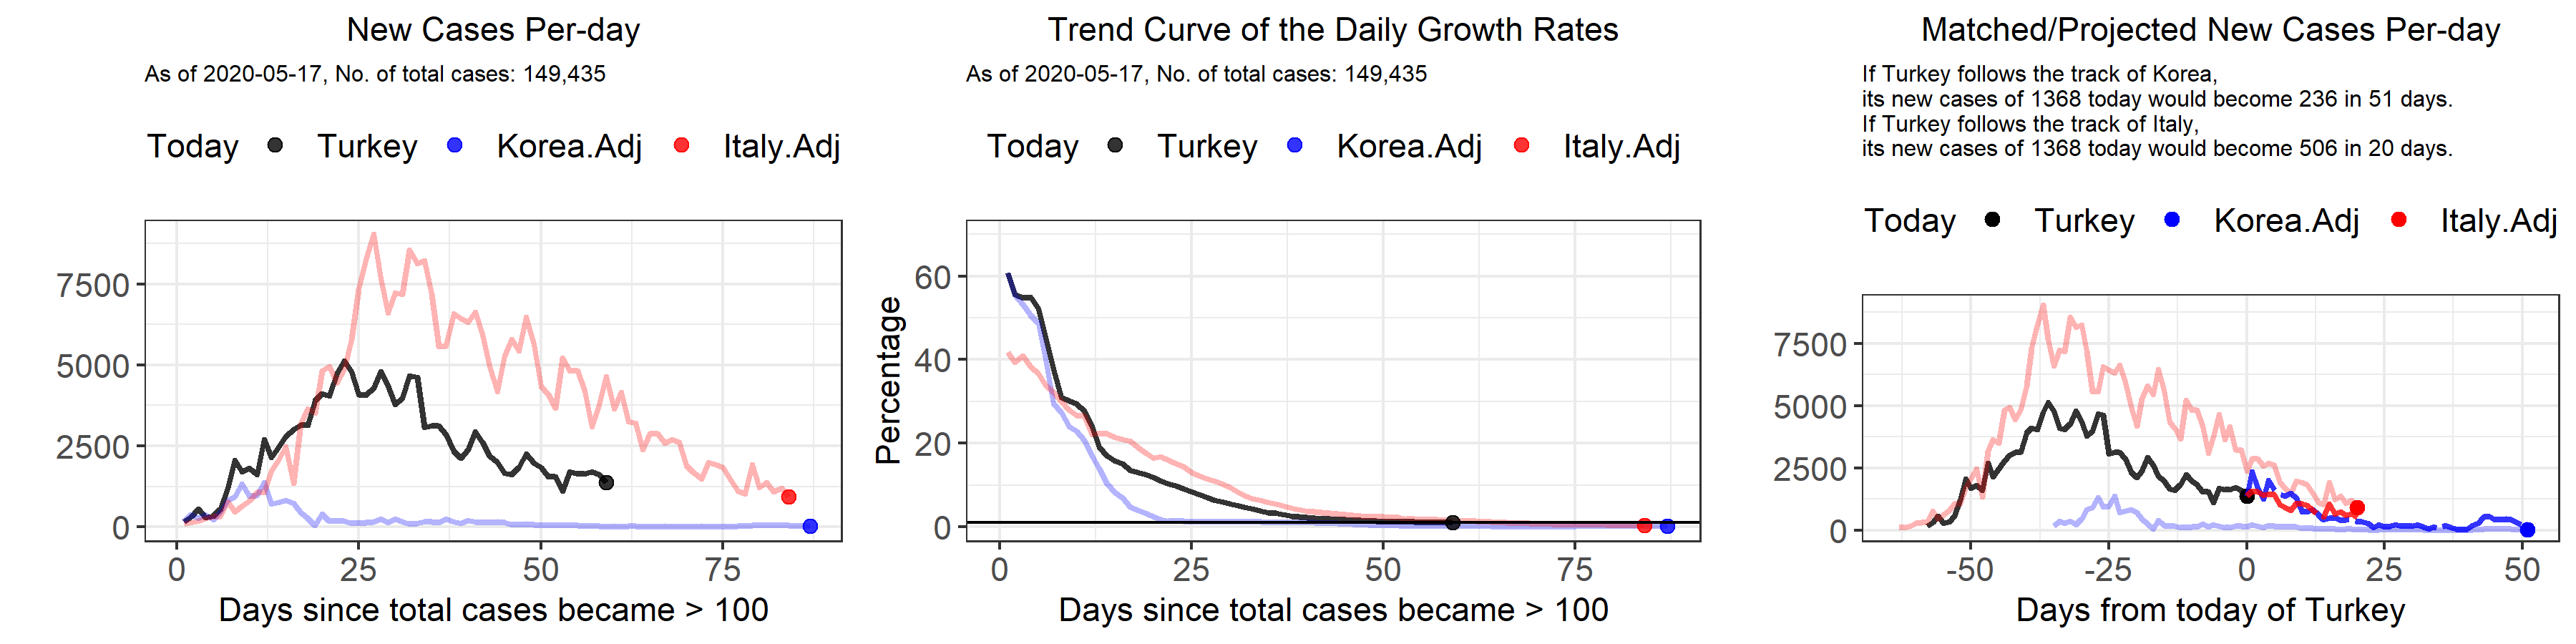 New Cases Per-day
As of 2020-05-17, No. of total cases: 149,435
Today Turkey Korea.Adj Italy.Adj
7500
5000
2500
0
0 25 50 75
Days since total cases became > 100
Trend Curve of the Daily Growth Rates
As of 2020-05-17, No. of total cases: 149,435
Today Turkey Korea.Adj Italy.Adj
Percentage
60
40
20
0
0 25 50 75
Days since total cases became > 100
Matched/Projected New Cases Per-day
If Turkey follows the track of Korea,
its new cases of 1368 today would become 236 in 51 days.
If Turkey follows the track of Italy,
its new cases of 1368 today would become 506 in 20 days.
Today Turkey Korea.Adj Italy.Adj
7500
5000
2500
0
-50 -25 0 25 50
Days from today of Turkey